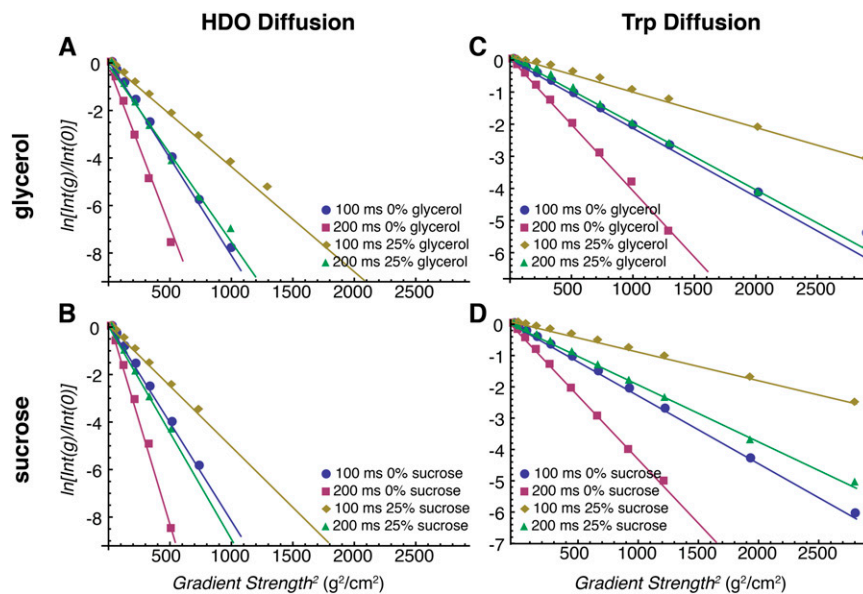 HDO Diffusion
Trp Diffusion
glycerol
sucrose
A
ln[Int(g)/Int(0)]
0
-2
-4
-6
-8
100 ms 0% glycerol
200 ms 0% glycerol
100 ms 25% glycerol
200 ms 25% glycerol
500 1000 1500 2000 2500
C
0
-1
-2
-3
-4
-5
-6
100 ms 0% glycerol
200 ms 0% glycerol
100 ms 25% glycerol
200 ms 25% glycerol
500 1000 1500 2000 2500
B
ln[Int(g)/Int(0)]
0
-2
-4
-6
-8
100 ms 0% sucrose
200 ms 0% sucrose
100 ms 25% sucrose
200 ms 25% sucrose
500 1000 1500 2000 2500
Gradient Strength² (g²/cm²)
D
0
-1
-2
-3
-4
-5
-6
-7
100 ms 0% sucrose
200 ms 0% sucrose
100 ms 25% sucrose
200 ms 25% sucrose
500 1000 1500 2000 2500
Gradient Strength² (g²/cm²)